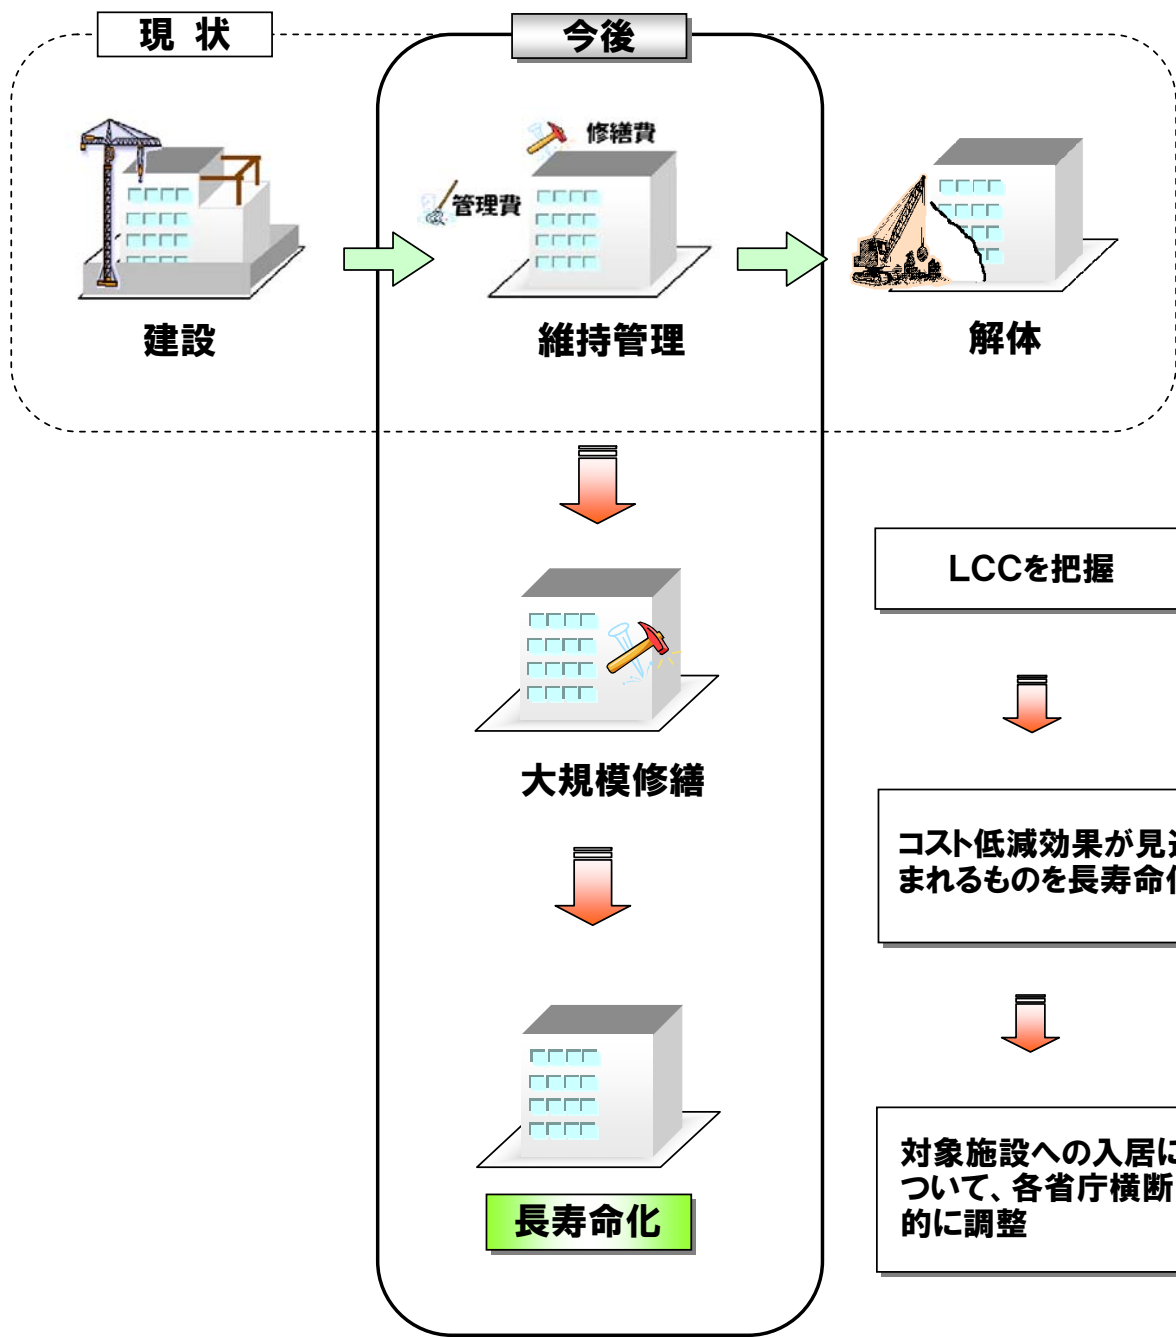 現 状
今後
修繕費
管理費
建設
維持管理
解体
大規模修繕
長寿命化
LCCを把握
コスト低減効果が見込
まれるものを長寿命化
対象施設への入居に
ついて、各省庁横断
的に調整